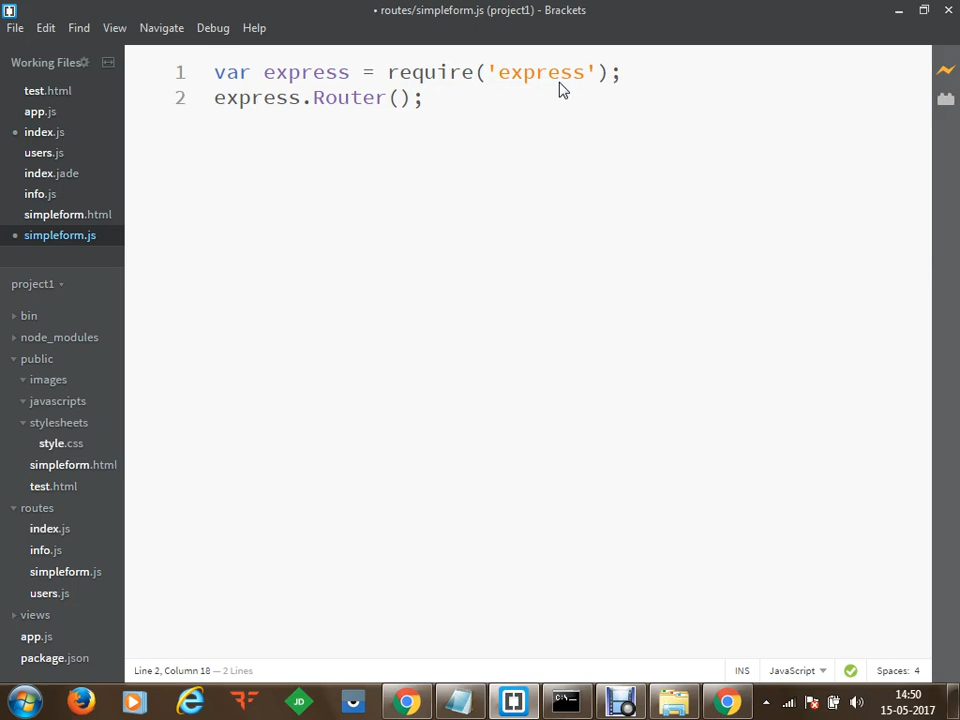 • routes/simpleform.js (project1) - Brackets
File Edit Find View Navigate Debug Help
Working Files
test.html
app.js
index.js
users.js
index.jade
info.js
simpleform.html
simpleform.js
project1
bin
node_modules
public
images
javascripts
stylesheets
style.css
simpleform.html
test.html
routes
index.js
info.js
simpleform.js
users.js
views
app.js
package.json
1 var express = require('express');
2 express.Router();
Line 2, Column 18 — 2 Lines
INS JavaScript Spaces: 4
JD
14:50
15-05-2017